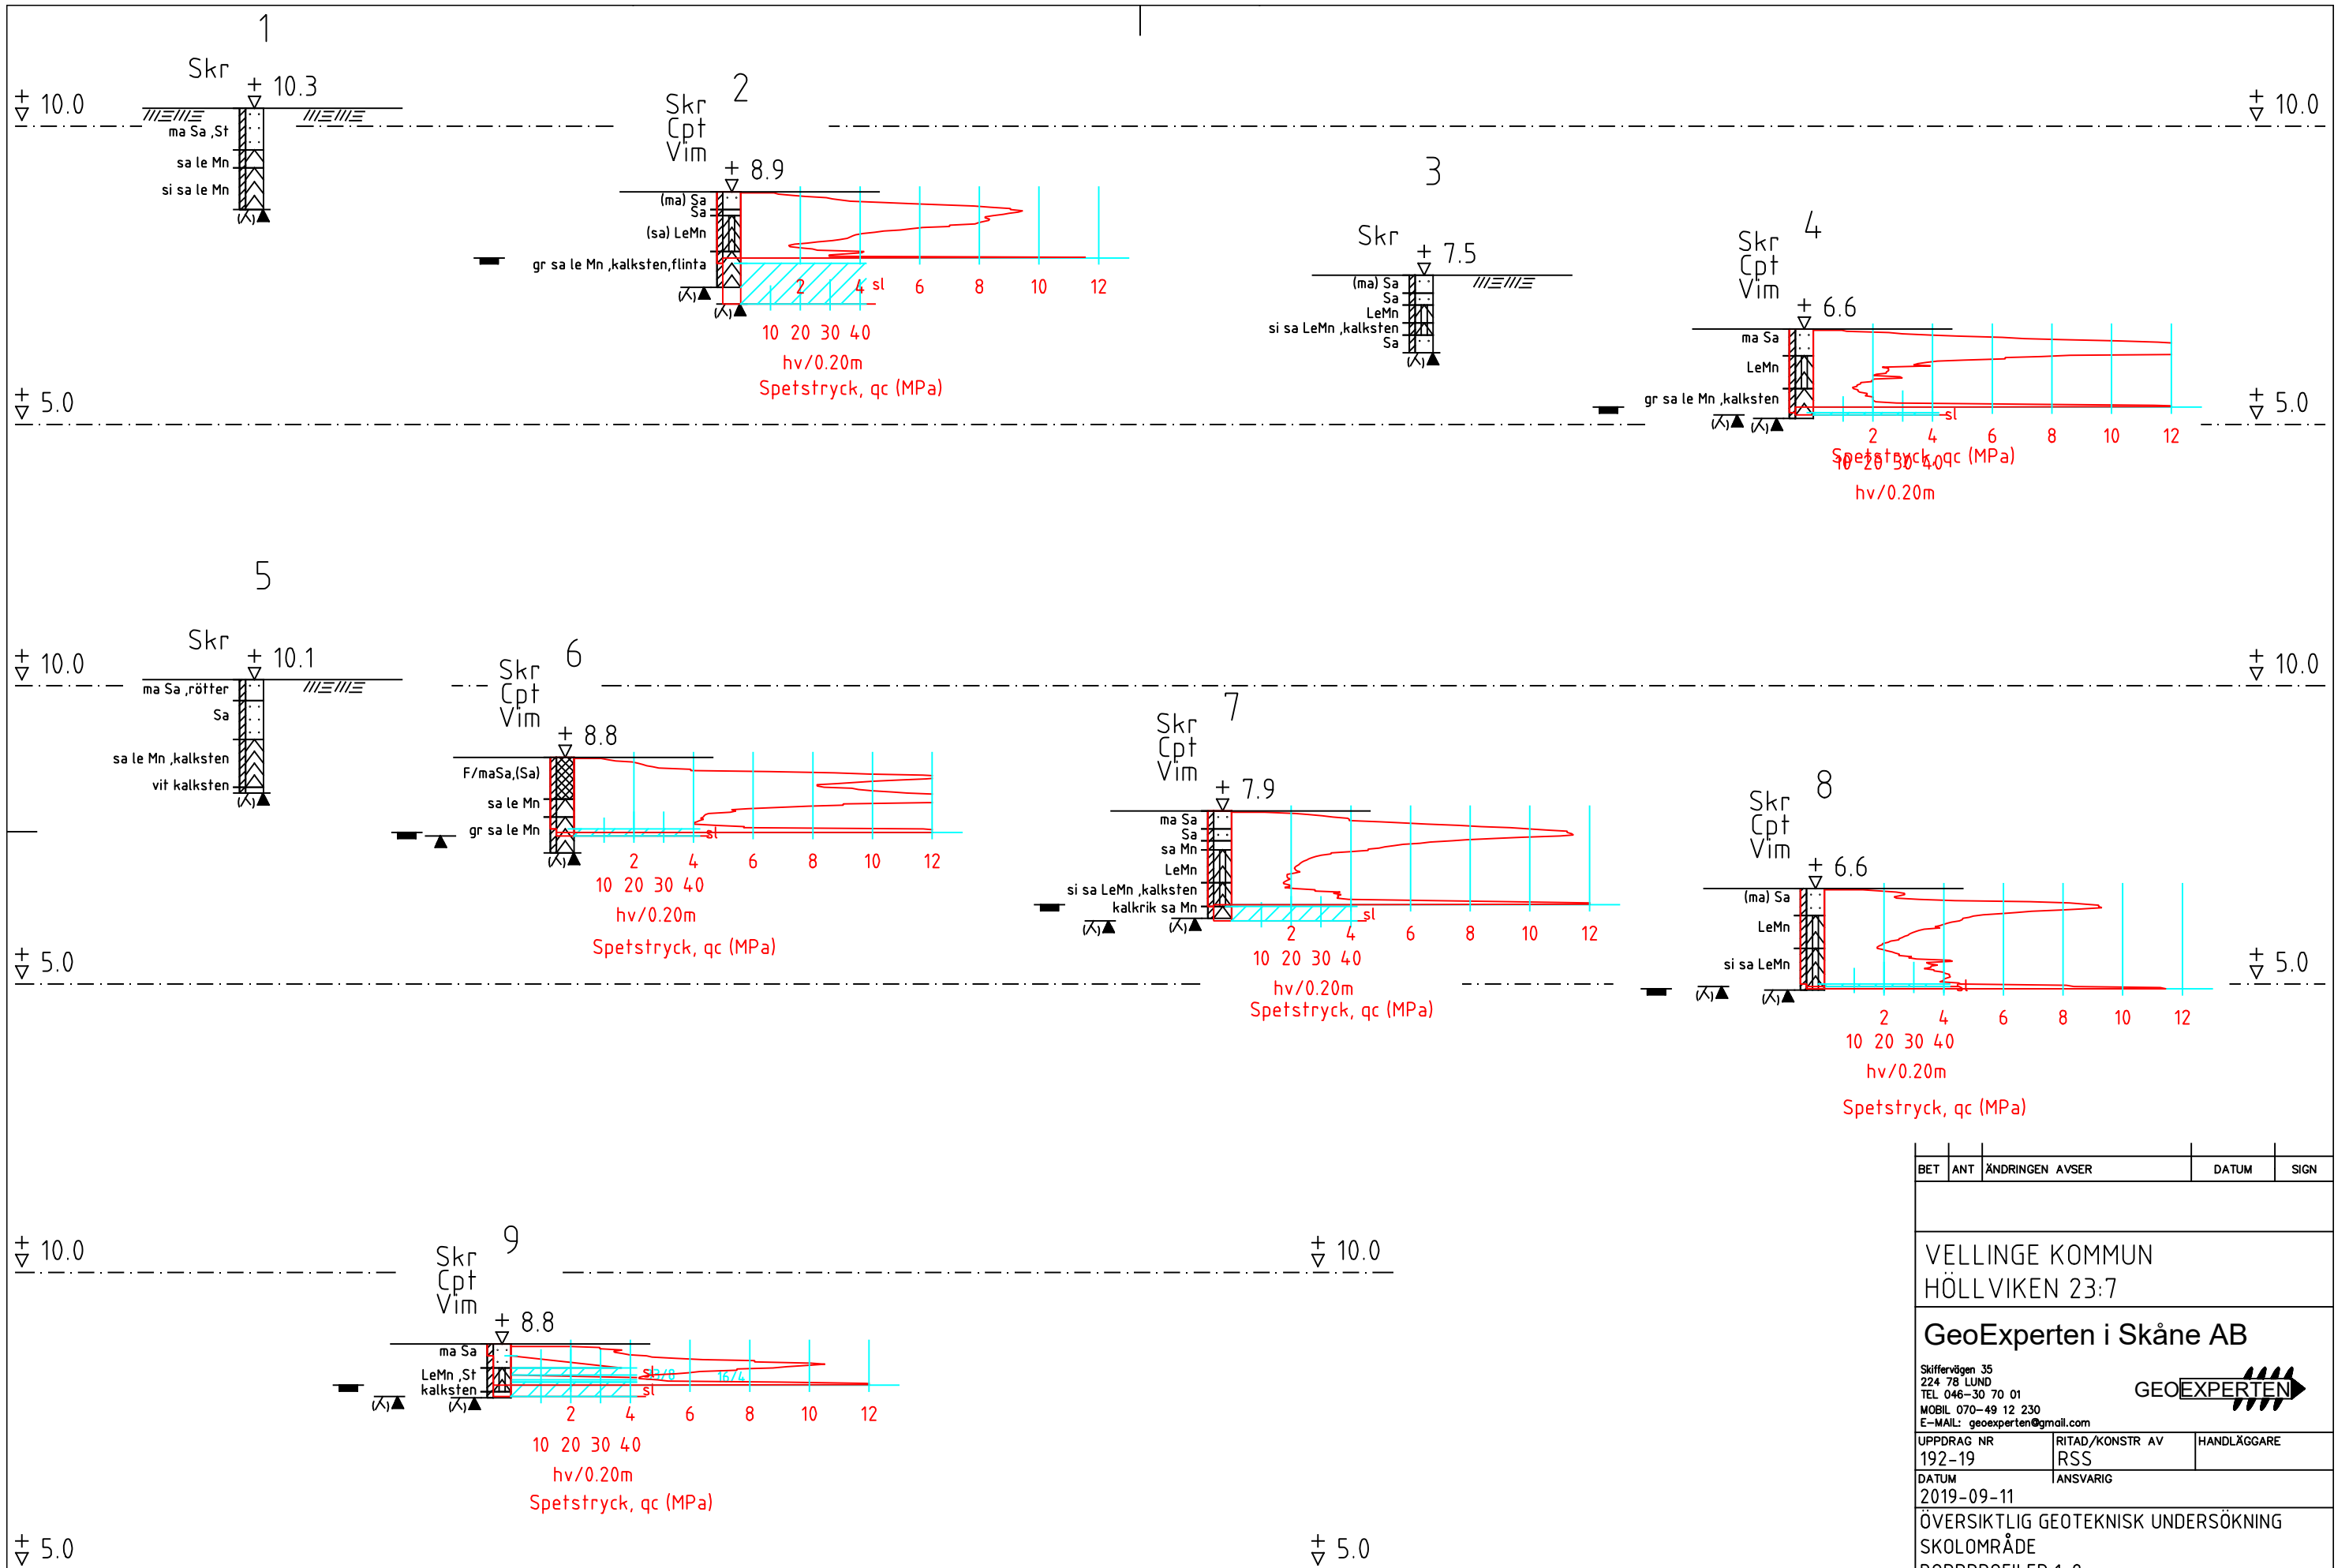 1
Skr
+ 10.3
+ 10.0
ma Sa ,St
sa le Mn
si sa le Mn
2
Skr
Cpt
Vim
+ 8.9
(ma) Sa
Sa
(sa) LeMn
gr sa le Mn ,kalksten,flinta
2 4 sl 6 8 10 12
10 20 30 40
hv/0.20m
Spetstryck, qc (MPa)
3
Skr
+ 7.5
(ma) Sa
Sa
LeMn
si sa LeMn ,kalksten
Sa
4
Skr
Cpt
Vim
+ 6.6
ma Sa
LeMn
gr sa le Mn ,kalksten
sl
2 4 6 8 10 12
Spetstryck, qc (MPa)
10 20 30 40
hv/0.20m
+ 10.0
+ 5.0
+ 5.0
5
Skr
+ 10.1
+ 10.0
ma Sa ,rötter
Sa
sa le Mn ,kalksten
vit kalksten
6
Skr
Cpt
Vim
+ 8.8
F/maSa,(Sa)
sa le Mn
gr sa le Mn
sl
2 4 6 8 10 12
10 20 30 40
hv/0.20m
Spetstryck, qc (MPa)
7
Skr
Cpt
Vim
+ 7.9
ma Sa
Sa
sa Mn
LeMn
si sa LeMn ,kalksten
kalkrik sa Mn
sl
2 4 6 8 10 12
10 20 30 40
hv/0.20m
Spetstryck, qc (MPa)
8
Skr
Cpt
Vim
+ 6.6
(ma) Sa
LeMn
si sa LeMn
sl
2 4 6 8 10 12
10 20 30 40
hv/0.20m
Spetstryck, qc (MPa)
+ 10.0
+ 5.0
+ 5.0
9
Skr
Cpt
Vim
+ 8.8
+ 10.0
+ 10.0
ma Sa
LeMn ,St
kalksten
sl
16/4
sl
2 4 6 8 10 12
10 20 30 40
hv/0.20m
Spetstryck, qc (MPa)
+ 5.0
+ 5.0
BET ANT ÄNDRINGEN AVSER DATUM SIGN
VELLINGE KOMMUN
HÖLLVIKEN 23:7
GeoExperten i Skåne AB
Skiffervägen 35
224 78 LUND
TEL 046-30 70 01
MOBIL 070-49 12 230
E-MAIL: geoexperten@gmail.com
GEOEXPERTEN
UPPDRAG NR RITAD/KONSTR AV HANDLÄGGARE
192-19 RSS
DATUM ANSVARIG
2019-09-11
ÖVERSIKTLIG GEOTEKNISK UNDERSÖKNING
SKOLOMRÅDE